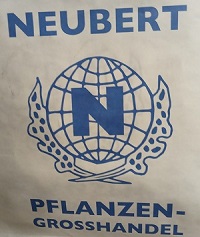 NEUBERT
N
PFLANZEN-
GROSSHANDEL